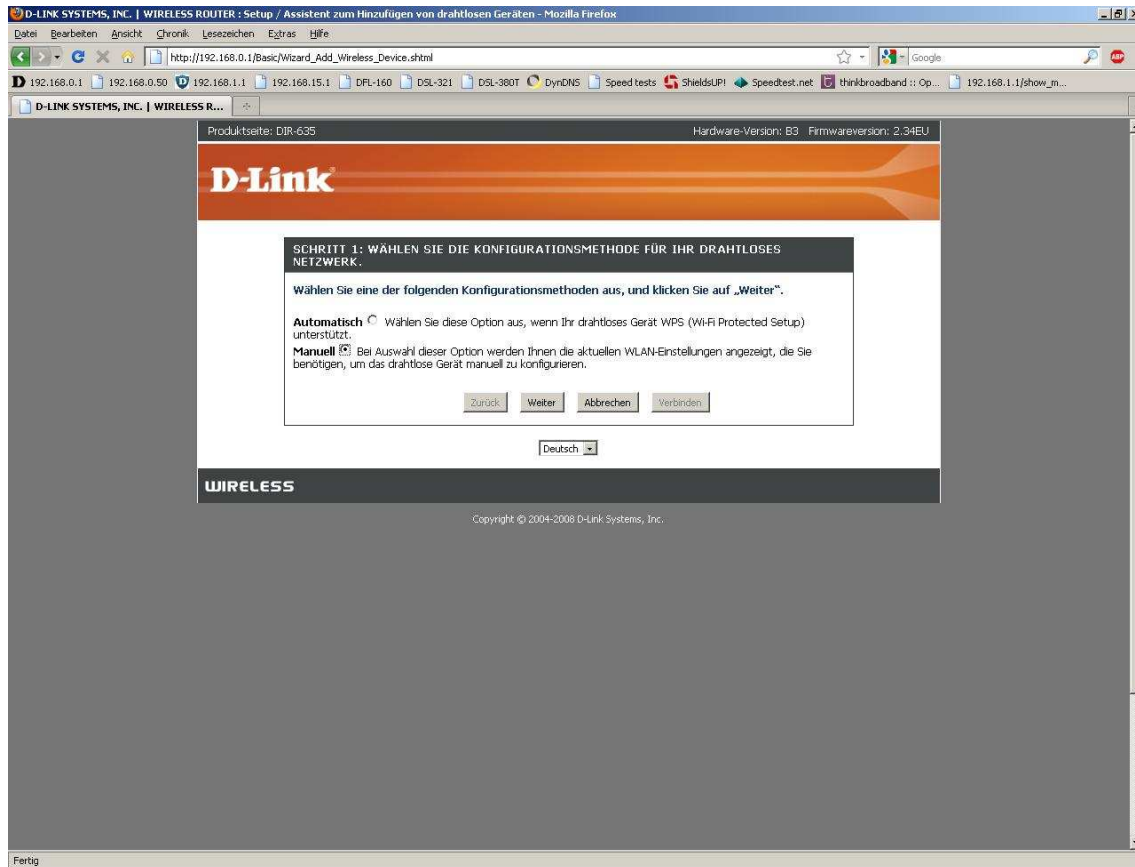 D-LINK SYSTEMS, INC. | WIRELESS ROUTER : Setup / Assistent zum Hinzufügen von drahtlosen Geräten - Mozilla Firefox
Datei Bearbeiten Ansicht Chronik Lesezeichen Extras Hilfe
http://192.168.0.1/Basic/Wizard_Add_Wireless_Device.shtml
Google
ABP
192.168.0.1 192.168.0.50 192.168.1.1 192.168.15.1 DFL-160 DSL-321 DSL-380T DynDNS Speed tests ShieldsUP! Speedtest.net thinkbroadband :: Op... 192.168.1.1/show_m...
D-LINK SYSTEMS, INC. | WIRELESS R...
Produktseite: DIR-635 Hardware-Version: B3 Firmwareversion: 2.34EU
D-Link
SCHRITT 1: WÄHLEN SIE DIE KONFIGURATIONSMETHODE FÜR IHR DRAHTLOSES
NETZWERK.
Wählen Sie eine der folgenden Konfigurationsmethoden aus, und klicken Sie auf „Weiter“.
Automatisch Wählen Sie diese Option aus, wenn Ihr drahtloses Gerät WPS (Wi-Fi Protected Setup)
unterstützt.
Manuell Bei Auswahl dieser Option werden Ihnen die aktuellen WLAN-Einstellungen angezeigt, die Sie
benötigen, um das drahtlose Gerät manuell zu konfigurieren.
Zurück Weiter Abbrechen Verbinden
Deutsch
WIRELESS
Copyright © 2004-2008 D-Link Systems, Inc.
Fertig